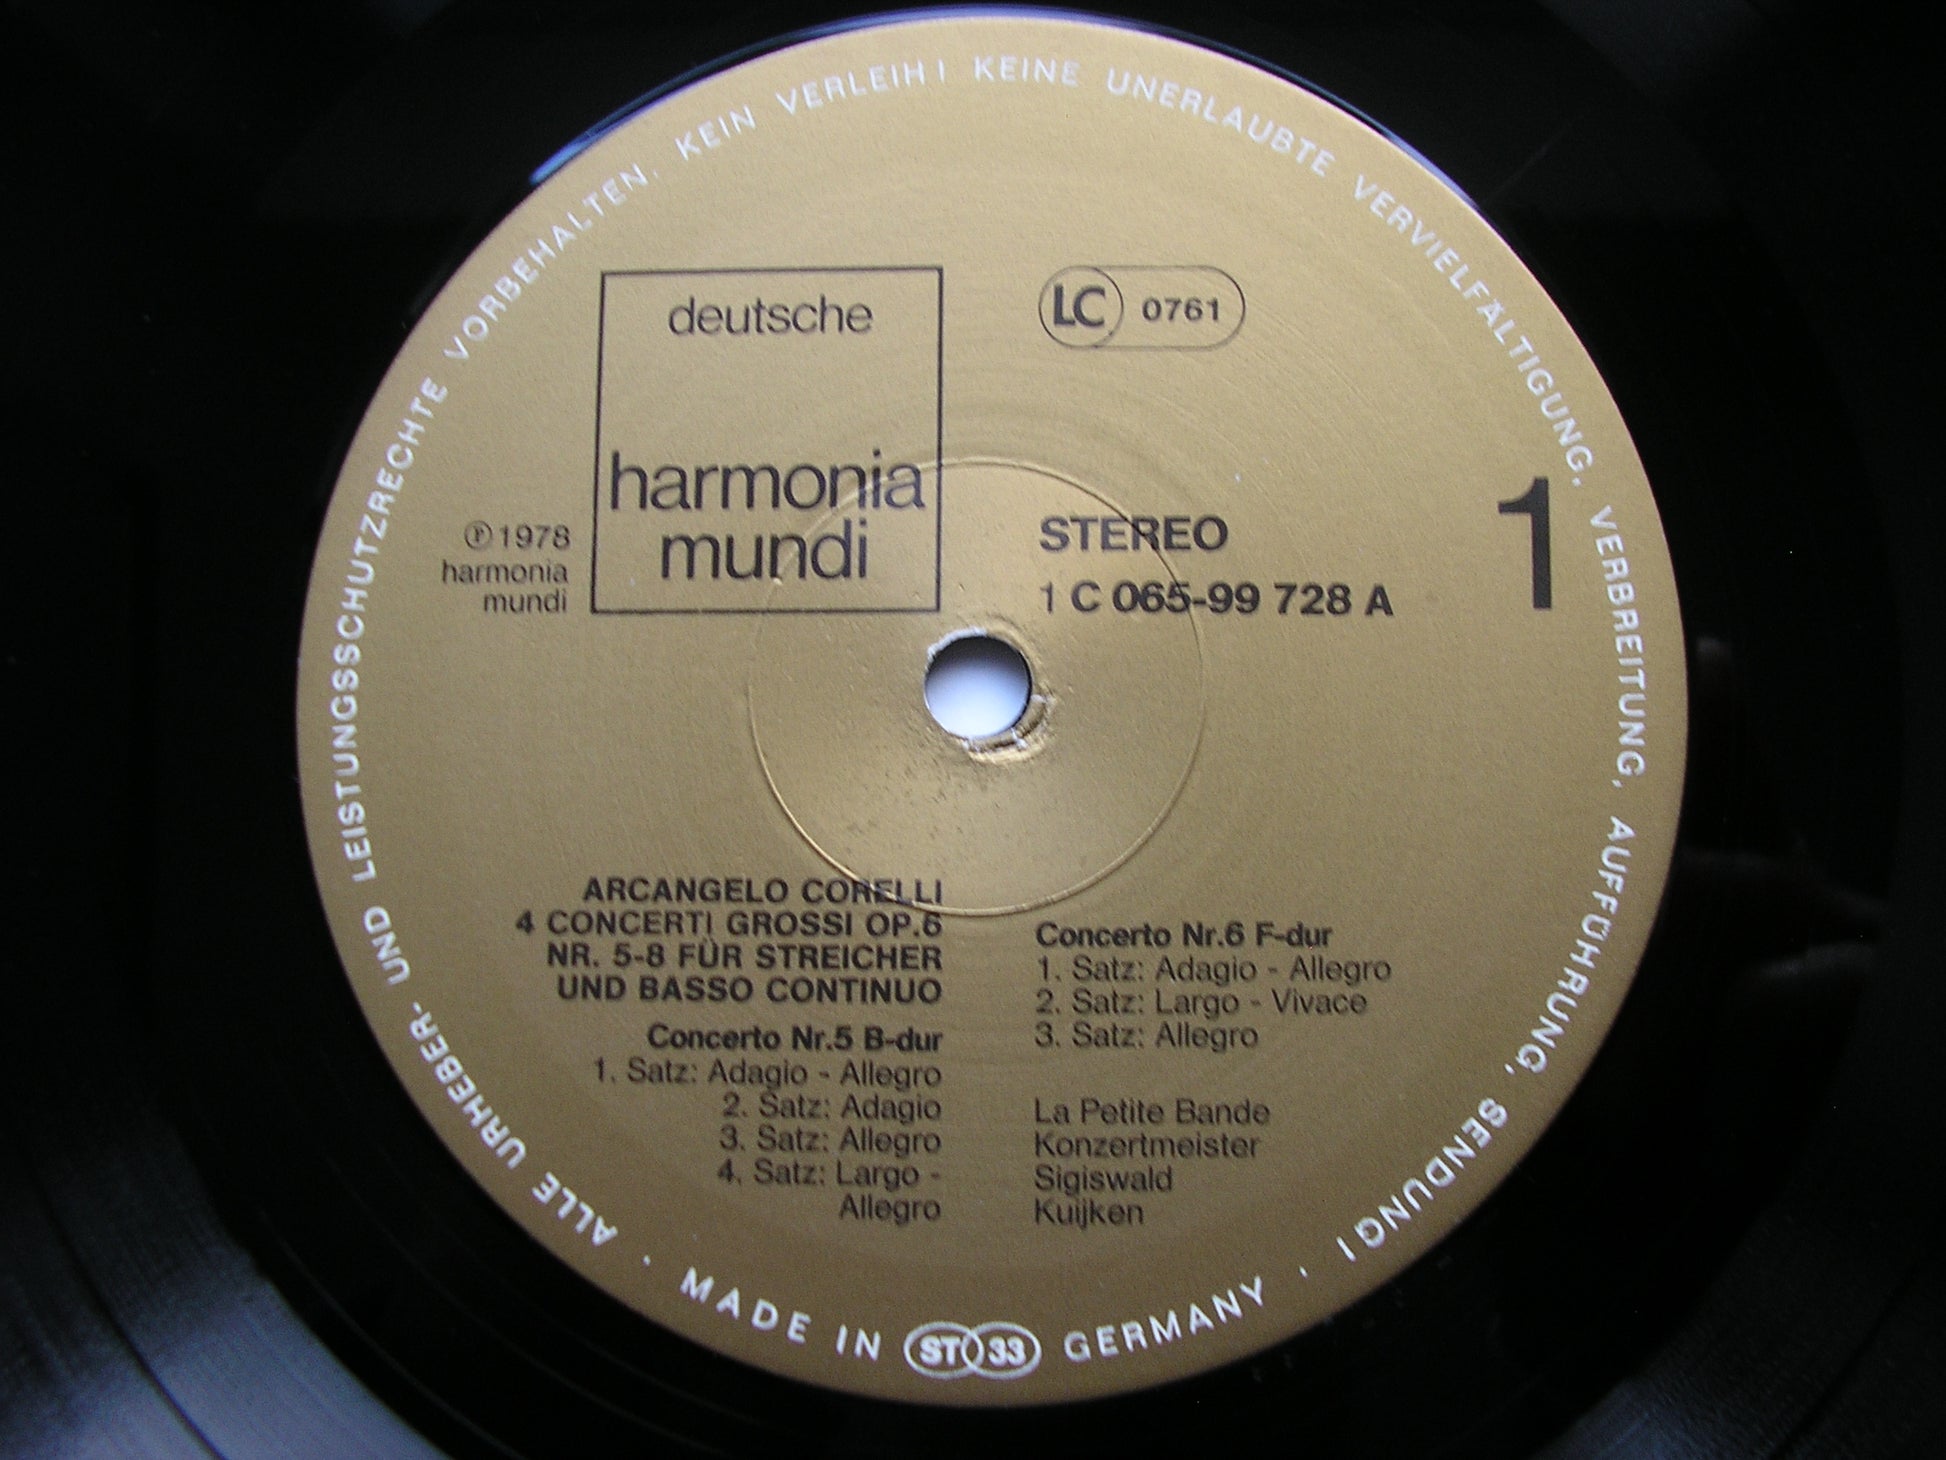 deutsche
harmonia
mundi
LC 0761
℗ 1978
harmonia
mundi
STEREO
1 C 065-99 728 A
1
ARCANGELO CORELLI
4 CONCERTI GROSSI OP.6
NR. 5-8 FÜR STREICHER
UND BASSO CONTINUO
Concerto Nr.5 B-dur
1. Satz: Adagio - Allegro
2. Satz: Adagio
3. Satz: Allegro
4. Satz: Largo -
Allegro
Concerto Nr.6 F-dur
1. Satz: Adagio - Allegro
2. Satz: Largo - Vivace
3. Satz: Allegro
La Petite Bande
Konzertmeister
Sigiswald
Kuijken
ALLE URHEBER- UND LEISTUNGSSCHUTZRECHTE VORBEHALTEN. KEIN VERLEIH! KEINE UNERLAUBTE VERVIELFÄLTIGUNG, VERBREITUNG, AUFFÜHRUNG, SENDUNG!
· MADE IN ST 33 GERMANY ·